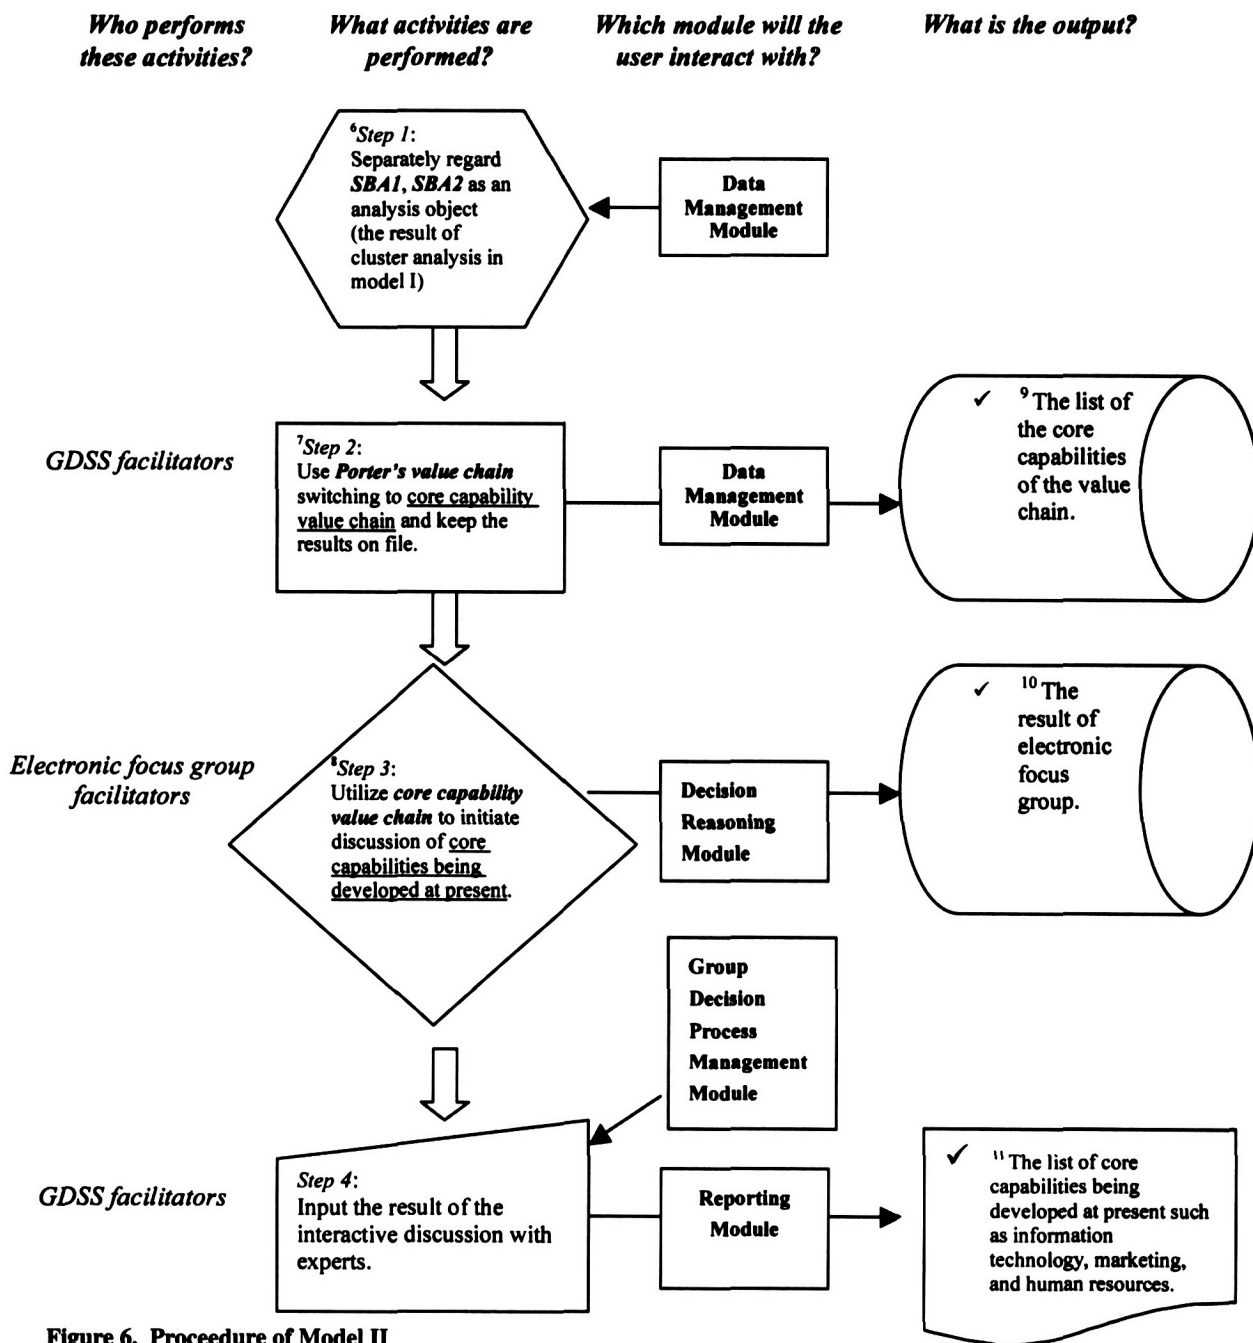 Who performs
these activities?
What activities are
performed?
Which module will the
user interact with?
What is the output?
⁶Step 1:
Separately regard
SBA1, SBA2 as an
analysis object
(the result of
cluster analysis in
model I)
Data
Management
Module
GDSS facilitators
⁷Step 2:
Use Porter's value chain
switching to core capability
value chain and keep the
results on file.
Data
Management
Module
✓ ⁹ The list of
the core
capabilities
of the value
chain.
Electronic focus group
facilitators
⁸Step 3:
Utilize core capability
value chain to initiate
discussion of core
capabilities being
developed at present.
Decision
Reasoning
Module
✓ ¹⁰ The
result of
electronic
focus
group.
Group
Decision
Process
Management
Module
GDSS facilitators
Step 4:
Input the result of the
interactive discussion with
experts.
Reporting
Module
✓ ¹¹ The list of core
capabilities being
developed at present such
as information
technology, marketing,
and human resources.
Figure 6. Proceedure of Model II